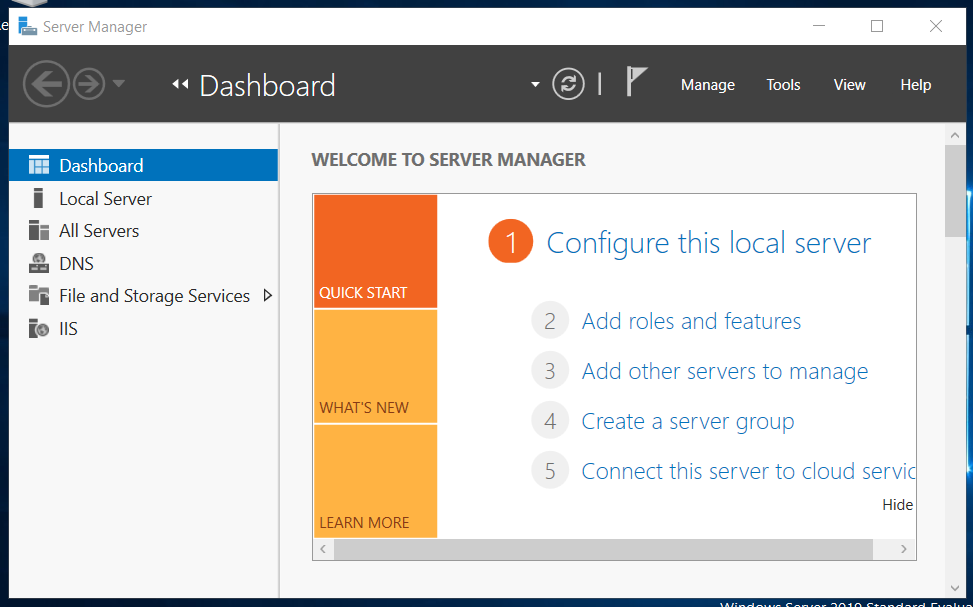 Server Manager
Dashboard
Manage Tools View Help
Dashboard
Local Server
All Servers
DNS
File and Storage Services
IIS
WELCOME TO SERVER MANAGER
QUICK START
WHAT'S NEW
LEARN MORE
1 Configure this local server
2 Add roles and features
3 Add other servers to manage
4 Create a server group
5 Connect this server to cloud servic
Hide
Windows Server 2019 Standard Evalua